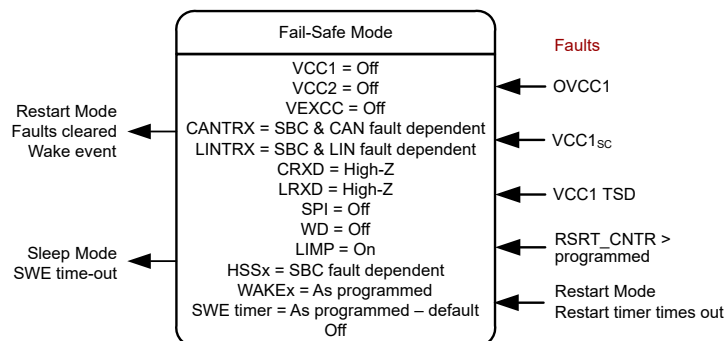 Fail-Safe Mode
VCC1 = Off
VCC2 = Off
VEXCC = Off
CANTRX = SBC & CAN fault dependent
LINTRX = SBC & LIN fault dependent
CRXD = High-Z
LRXD = High-Z
SPI = Off
WD = Off
LIMP = On
HSSx = SBC fault dependent
WAKEx = As programmed
SWE timer = As programmed – default
Off
Restart Mode
Faults cleared
Wake event
Sleep Mode
SWE time-out
Faults
OVCC1
VCC1SC
VCC1 TSD
RSRT_CNTR >
programmed
Restart Mode
Restart timer times out